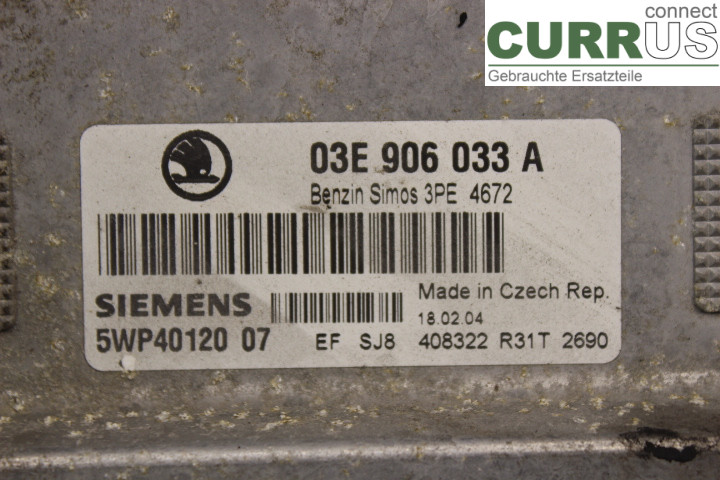 connect
CURRUS
Gebrauchte Ersatzteile
03E 906 033 A
Benzin Simos 3PE 4672
SIEMENS
Made in Czech Rep.
18.02.04
5WP40120 07 EF SJ8 408322 R31T 2690